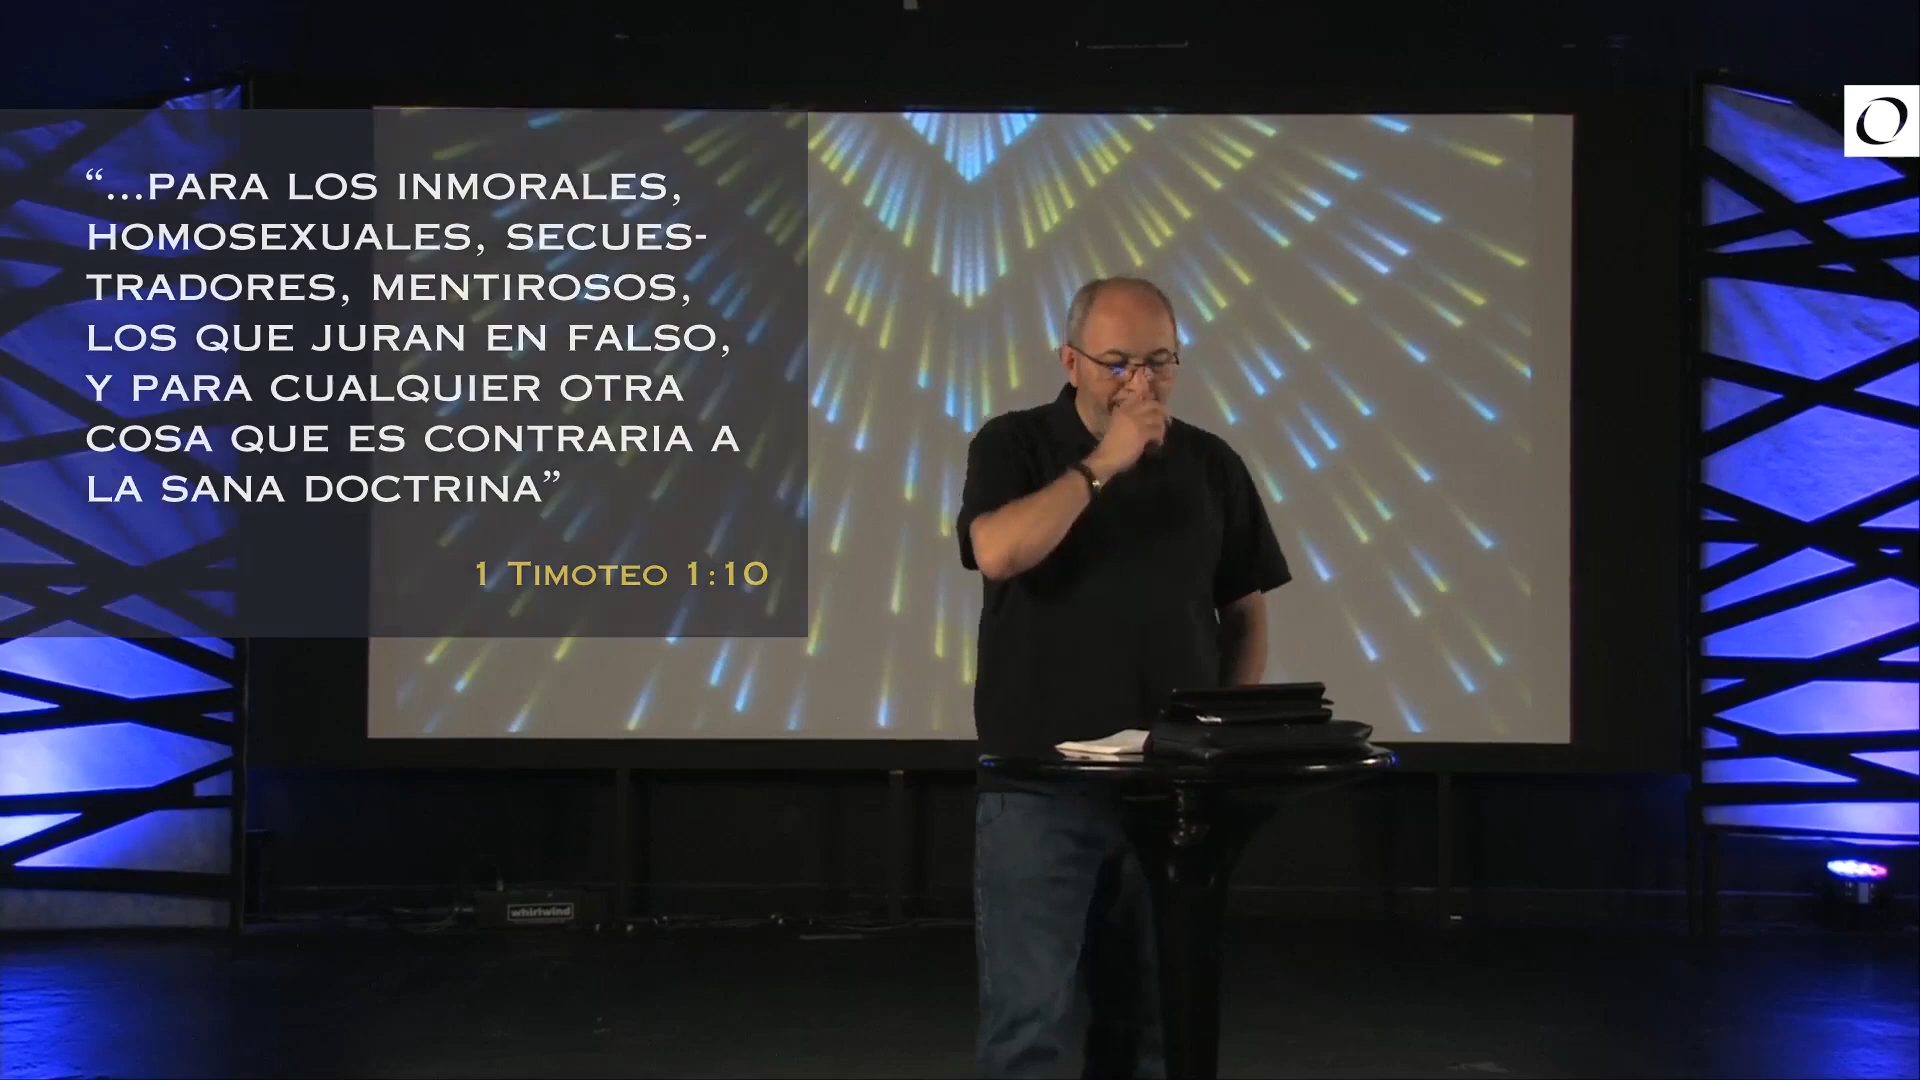 “...PARA LOS INMORALES,
HOMOSEXUALES, SECUES-
TRADORES, MENTIROSOS,
LOS QUE JURAN EN FALSO,
Y PARA CUALQUIER OTRA
COSA QUE ES CONTRARIA A
LA SANA DOCTRINA”
1 TIMOTEO 1:10
whirlwind